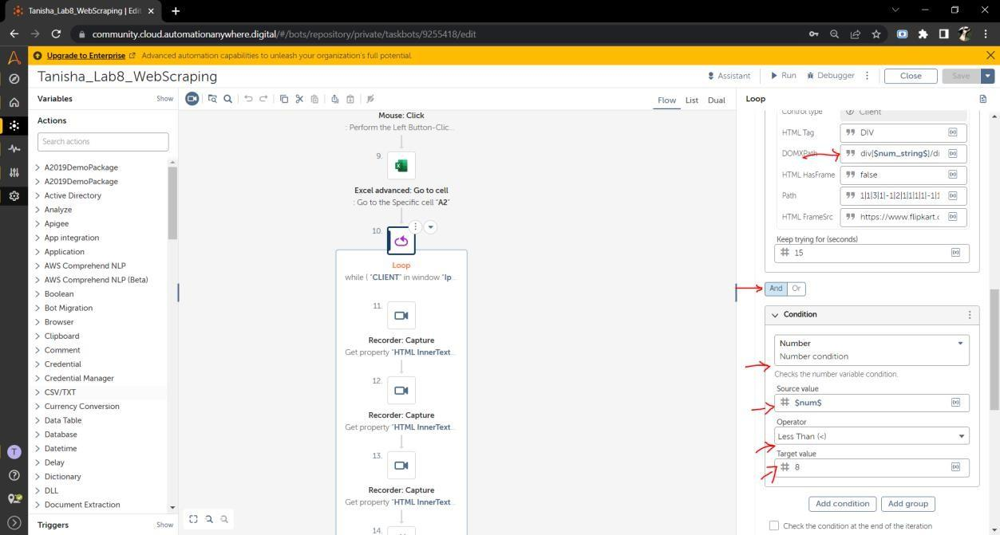 Tanisha_Lab8_WebScraping | Edit
community.cloud.automationanywhere.digital/#/bots/repository/private/taskbots/9255418/edit
Upgrade to Enterprise Advanced automation capabilities to unleash your organization's full potential.
Tanisha_Lab8_WebScraping
Assistant
Run
Debugger
Close
Save
Variables
Show
Actions
Search actions
A2019DemoPackage
A2019DemoPackage
Active Directory
Analyze
Apigee
App integration
Application
AWS Comprehend NLP
AWS Comprehend NLP (Beta)
Boolean
Bot Migration
Browser
Clipboard
Comment
Credential
Credential Manager
CSV/TXT
Currency Conversion
Data Table
Database
Datetime
Delay
Dictionary
DLL
Document Extraction
Triggers
Show
T
Flow
List
Dual
Mouse: Click
: Perform the Left Button-Clic...
9.
Excel advanced: Go to cell
: Go to the Specific cell "A2"
10.
Loop
while ( "CLIENT" in window "Ip...
11.
Recorder: Capture
Get property "HTML InnerText...
12.
Recorder: Capture
Get property "HTML InnerText...
13.
Recorder: Capture
Get property "HTML InnerText...
14.
Loop
Control type
Client
HTML Tag
DIV
DOMXPath
div[$num_string$]/di
HTML HasFrame
false
Path
1|1|3|1|-1|2|1|1|1|1|-1|1
HTML FrameSrc
https://www.flipkart.c
Keep trying for (seconds)
15
And
Or
Condition
Number
Number condition
Checks the number variable condition.
Source value
$num$
Operator
Less Than (<)
Target value
8
Add condition
Add group
Check the condition at the end of the iteration